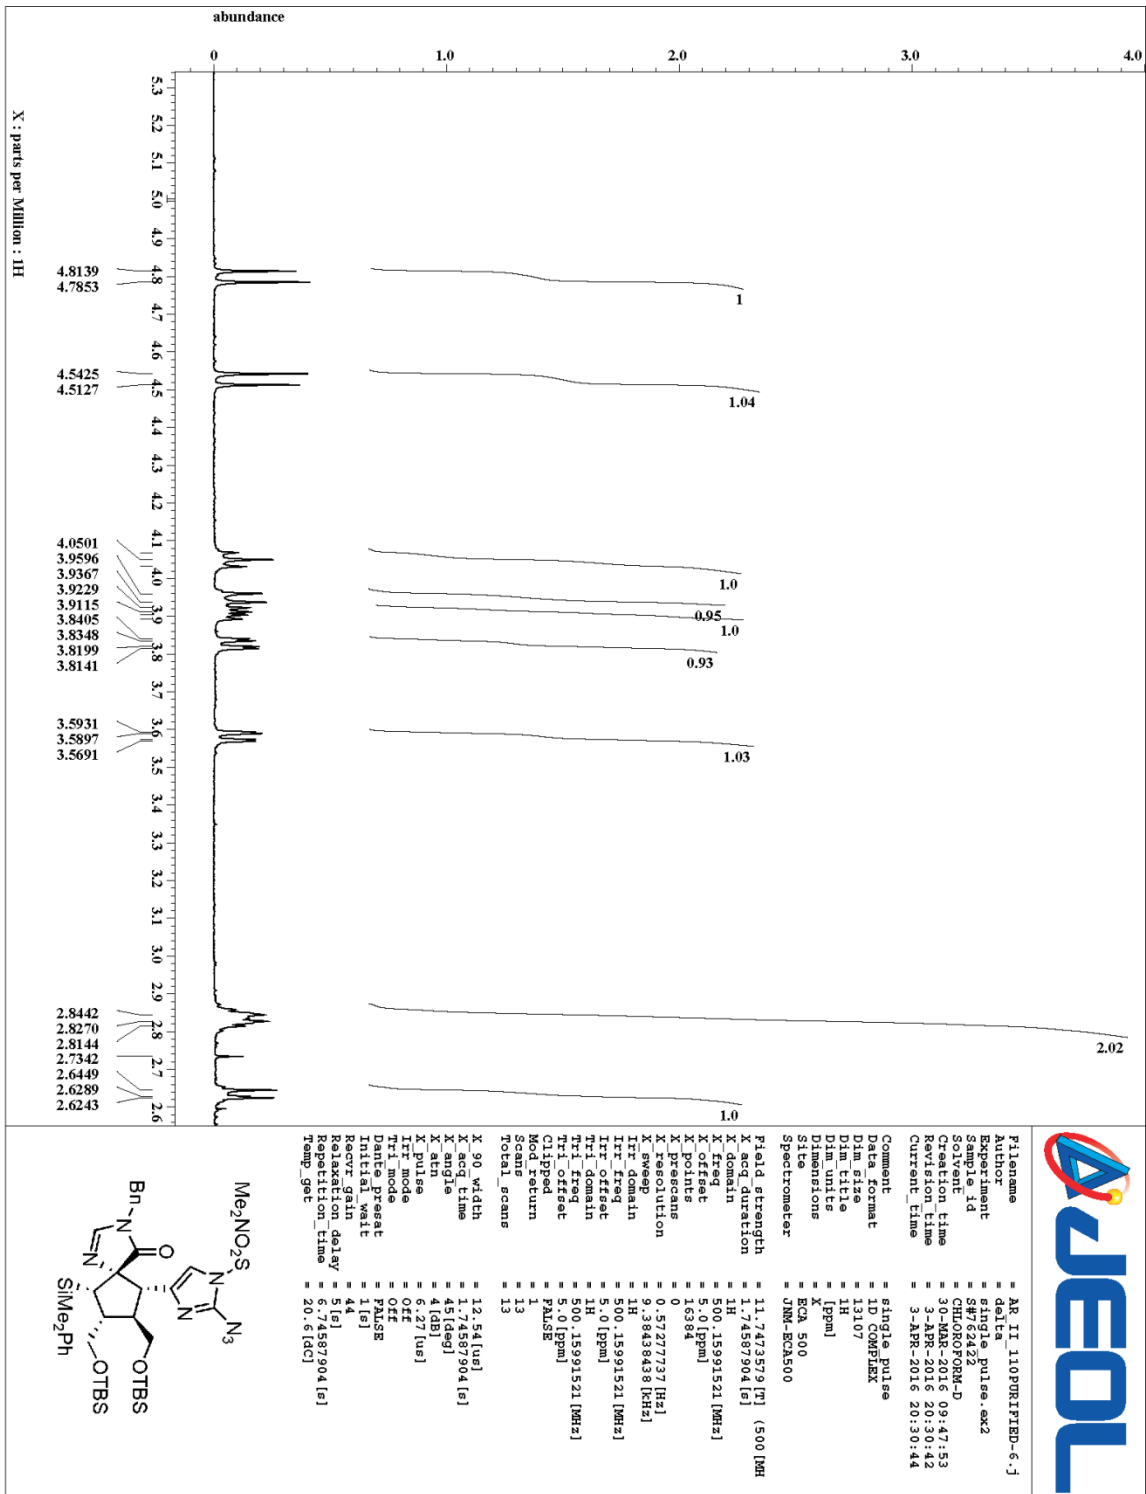 abundance
0 1.0 2.0 3.0 4.0
5.3 5.2 5.1 5.0 4.9 4.8 4.7 4.6 4.5 4.4 4.3 4.2 4.1 4.0 3.9 3.8 3.7 3.6 3.5 3.4 3.3 3.2 3.1 3.0 2.9 2.8 2.7 2.6
X : parts per Million : 1H
4.8139
4.7853
4.5425
4.5127
4.0501
3.9596
3.9367
3.9229
3.9115
3.8405
3.8348
3.8199
3.8141
3.5931
3.5897
3.5691
2.8442
2.8270
2.8144
2.7342
2.6449
2.6289
2.6243
1
1.04
1.0
0.95
1.0
0.93
1.03
2.02
1.0
JEOL
Filename = AR_II_110PURIFIED-6.j
Author = delta
Experiment = single_pulse.ex2
Sample_id = S#762422
Solvent = CHLOROFORM-D
Creation_time = 30-MAR-2016 09:47:53
Revision_time = 3-APR-2016 20:30:42
Current_time = 3-APR-2016 20:30:44
Comment = single_pulse
Data_format = 1D COMPLEX
Dim_size = 13107
Dim_title = 1H
Dim_units = [ppm]
Dimensions = X
Site = ECA 500
Spectrometer = JNM-ECA500
Field_strength = 11.7473579[T] (500[MH
X_acq_duration = 1.74587904[s]
X_domain = 1H
X_freq = 500.15991521[MHz]
X_offset = 5.0[ppm]
X_points = 16384
X_prescans = 0
X_resolution = 0.57277737[Hz]
X_sweep = 9.38438438[kHz]
Irr_domain = 1H
Irr_freq = 500.15991521[MHz]
Irr_offset = 5.0[ppm]
Tri_domain = 1H
Tri_freq = 500.15991521[MHz]
Tri_offset = 5.0[ppm]
Clipped = FALSE
Mod_return = 1
Scans = 13
Total_scans = 13
X_90_width = 12.54[us]
X_acq_time = 1.74587904[s]
X_angle = 45[deg]
X_atn = 4[dB]
X_pulse = 6.27[us]
Irr_mode = Off
Tri_mode = Off
Dante_presat = FALSE
Initial_wait = 1[s]
Recvr_gain = 44
Relaxation_delay = 5[s]
Repetition_time = 6.74587904[s]
Temp_get = 20.6[dC]
Me2NO2S
N N3
N
O
Bn N
N
OTBS
OTBS
SiMe2Ph